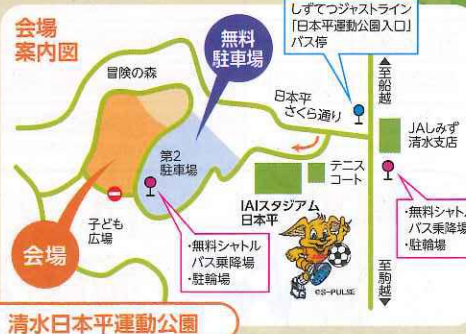 会場
案内図
無料
駐車場
しずてつジャストライン
「日本平運動公園入口」
バス停
冒険の森
日本平
さくら通り
▲至船越
JAしみず
清水支店
第2
駐車場
テニス
コート
IAIスタジアム
日本平
子ども
広場
会場
・無料シャトル
バス乗降場
・駐輪場
©S-PULSE
・無料シャト
バス乗降場
・駐輪場
至駒越▼
清水日本平運動公園